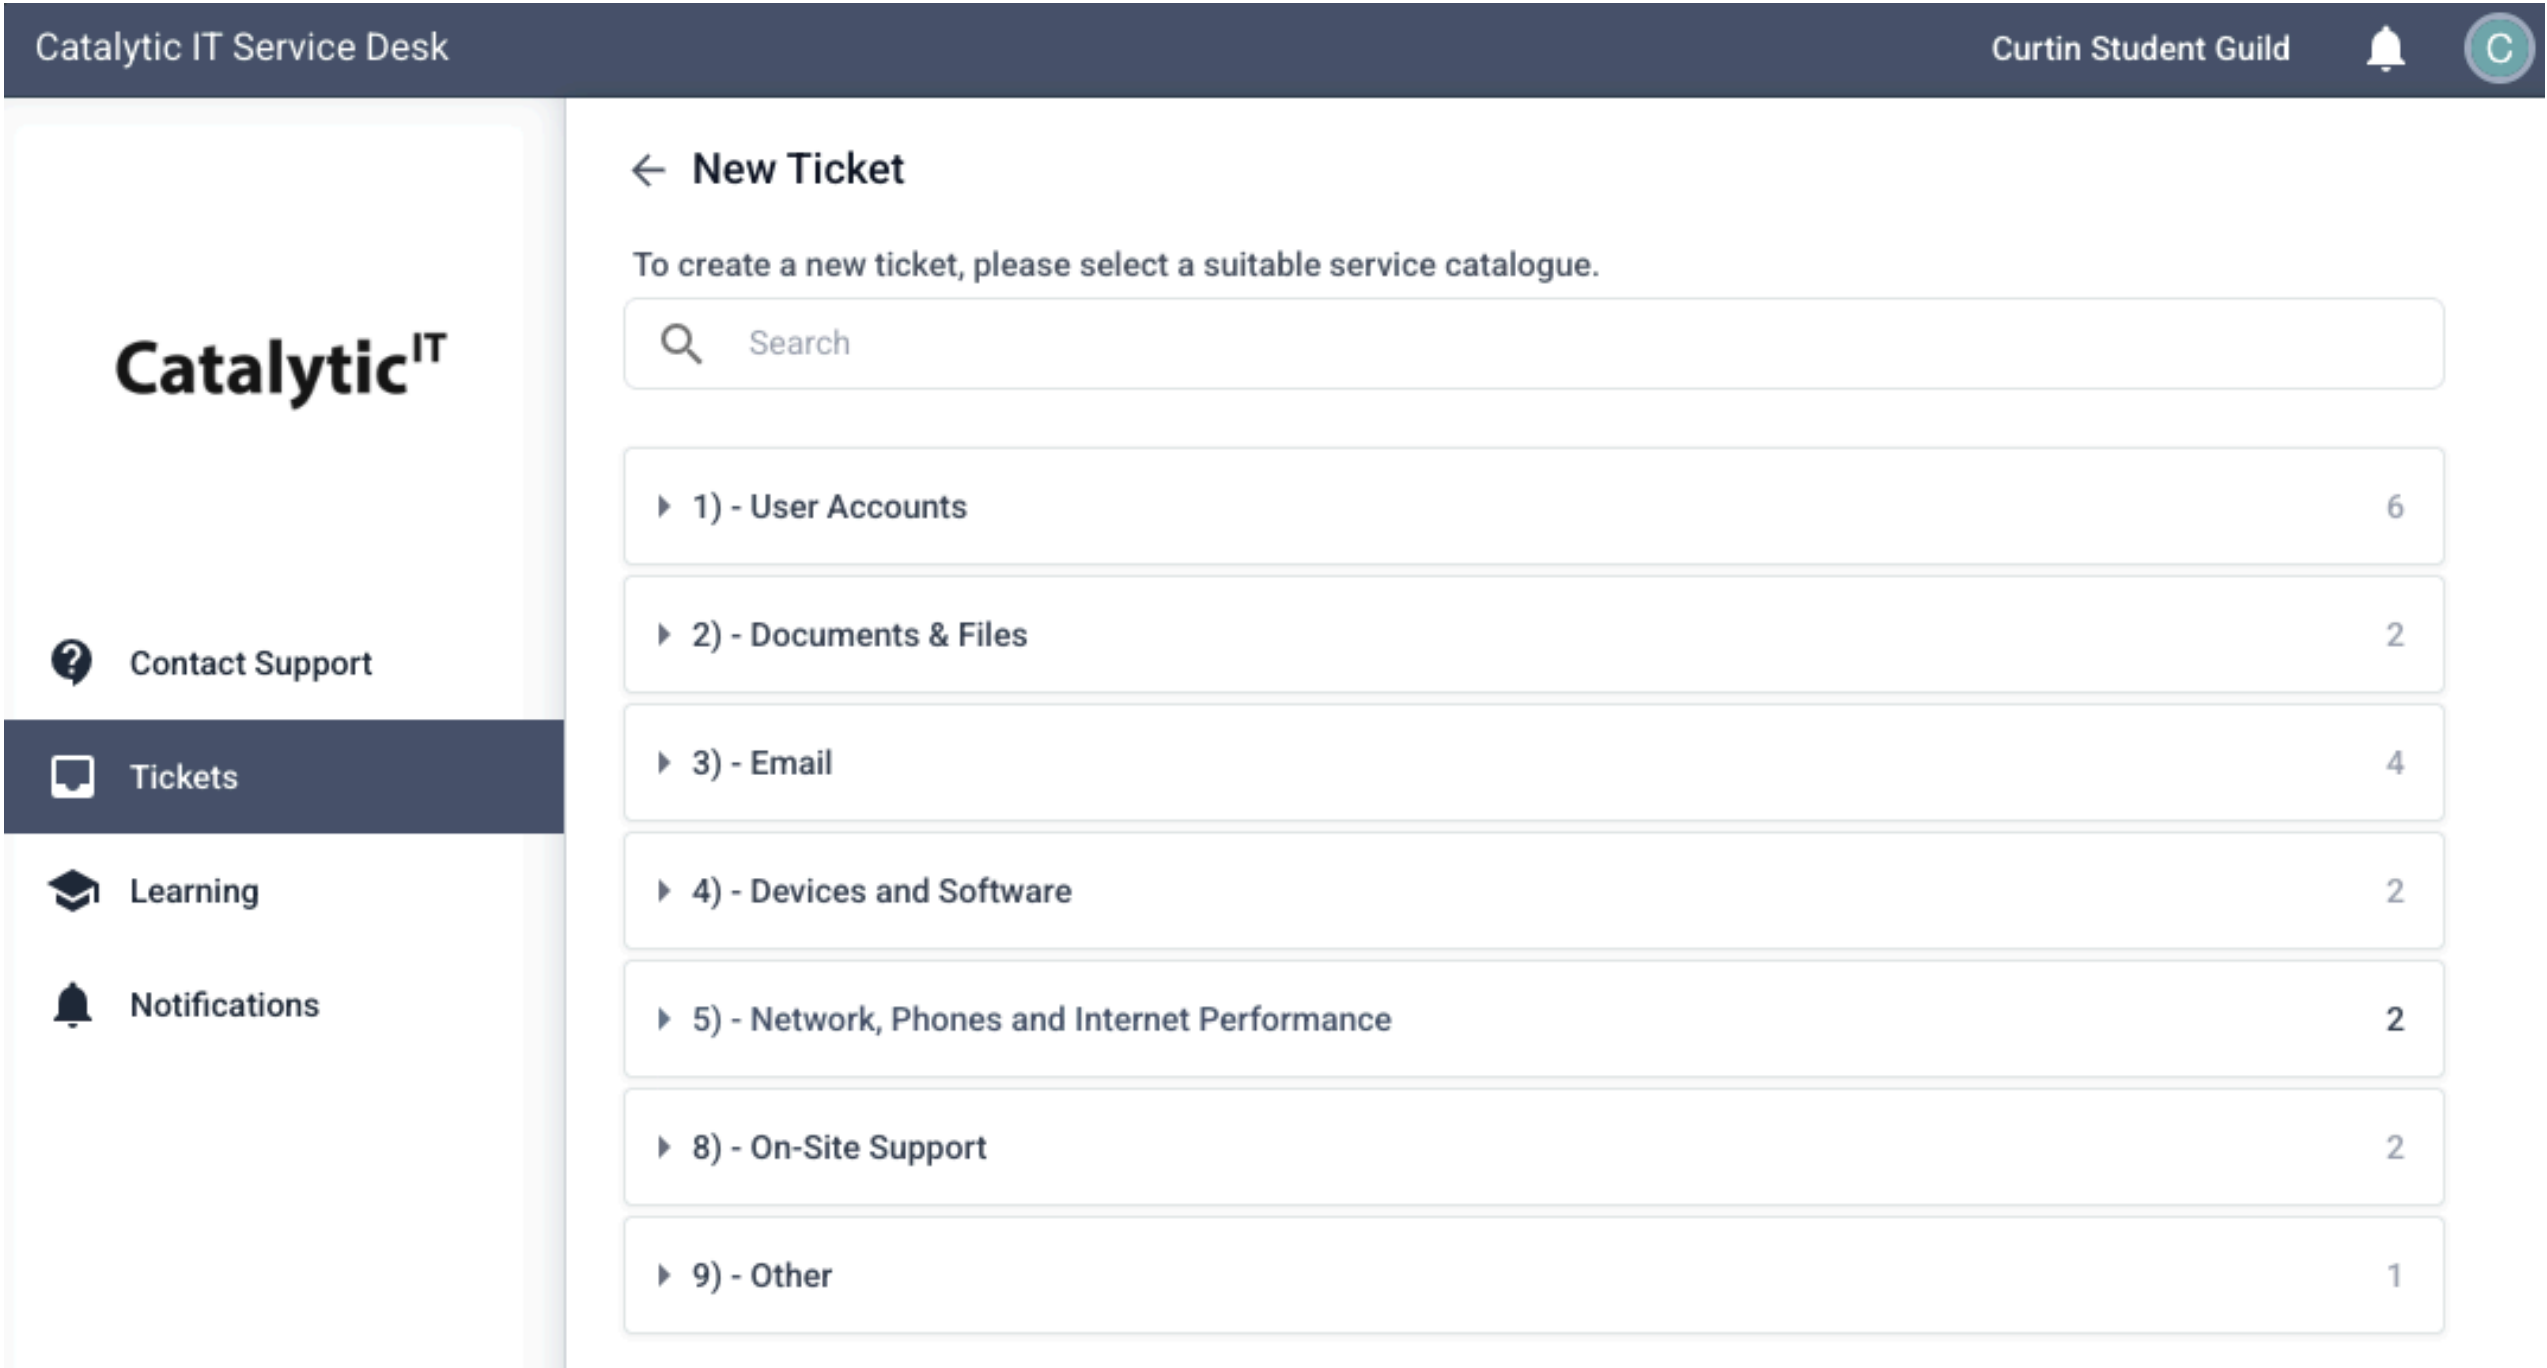 Catalytic IT Service Desk
Curtin Student Guild
C
CatalyticIT
Contact Support
Tickets
Learning
Notifications
New Ticket
To create a new ticket, please select a suitable service catalogue.
Search
1) - User Accounts 6
2) - Documents & Files 2
3) - Email 4
4) - Devices and Software 2
5) - Network, Phones and Internet Performance 2
8) - On-Site Support 2
9) - Other 1